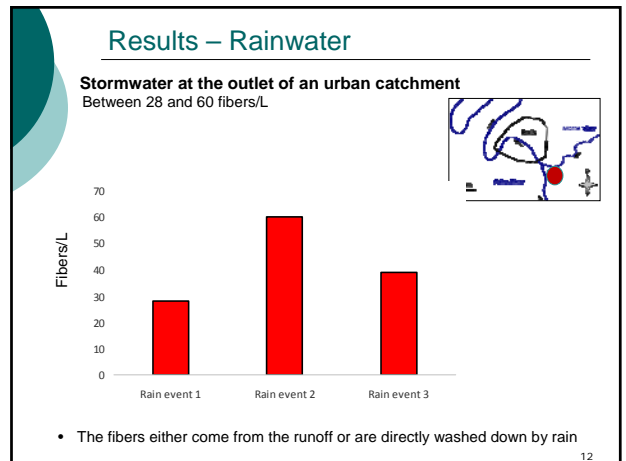 Results – Rainwater
Stormwater at the outlet of an urban catchment
Between 28 and 60 fibers/L
Fibers/L
70
60
50
40
30
20
10
0
Rain event 1 Rain event 2 Rain event 3
• The fibers either come from the runoff or are directly washed down by rain
12